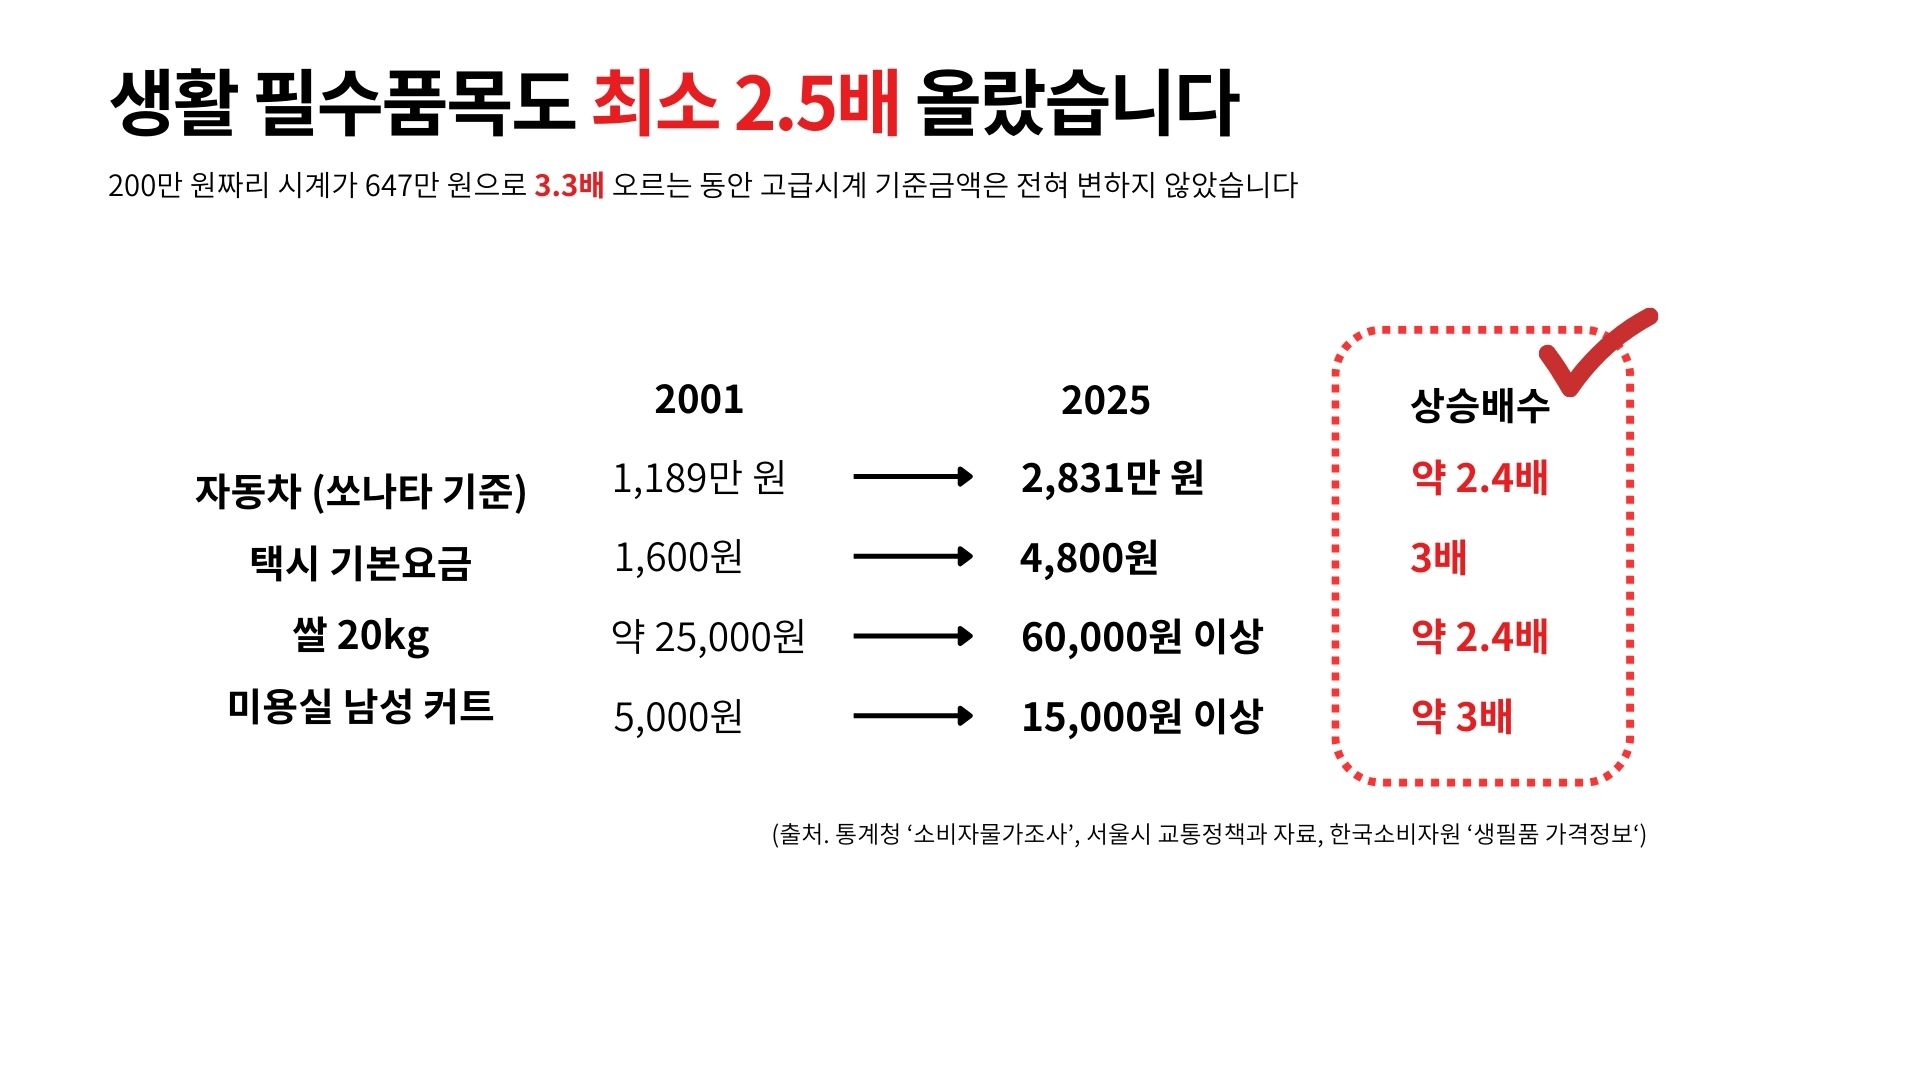 생활 필수품목도 최소 2.5배 올랐습니다
200만 원짜리 시계가 647만 원으로 3.3배 오르는 동안 고급시계 기준금액은 전혀 변하지 않았습니다
2001 2025 상승배수
자동차 (쏘나타 기준) 1,189만 원 2,831만 원 약 2.4배
택시 기본요금 1,600원 4,800원 3배
쌀 20kg 약 25,000원 60,000원 이상 약 2.4배
미용실 남성 커트 5,000원 15,000원 이상 약 3배
(출처. 통계청 ‘소비자물가조사’, 서울시 교통정책과 자료, 한국소비자원 ‘생필품 가격정보‘)